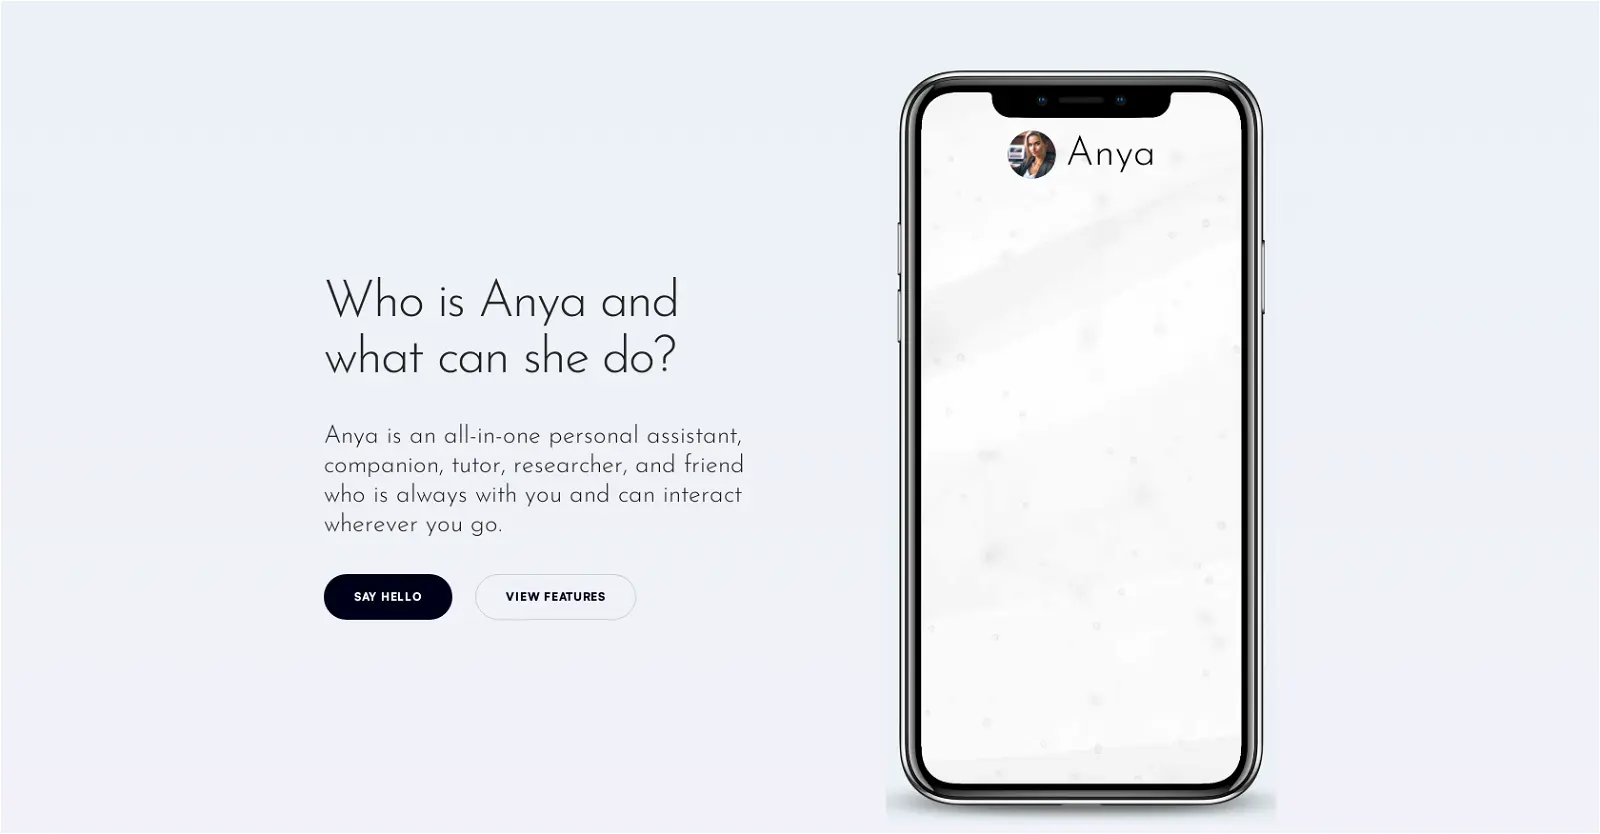 Anya
Who is Anya and
what can she do?
Anya is an all-in-one personal assistant,
companion, tutor, researcher, and friend
who is always with you and can interact
wherever you go.
SAY HELLO
VIEW FEATURES